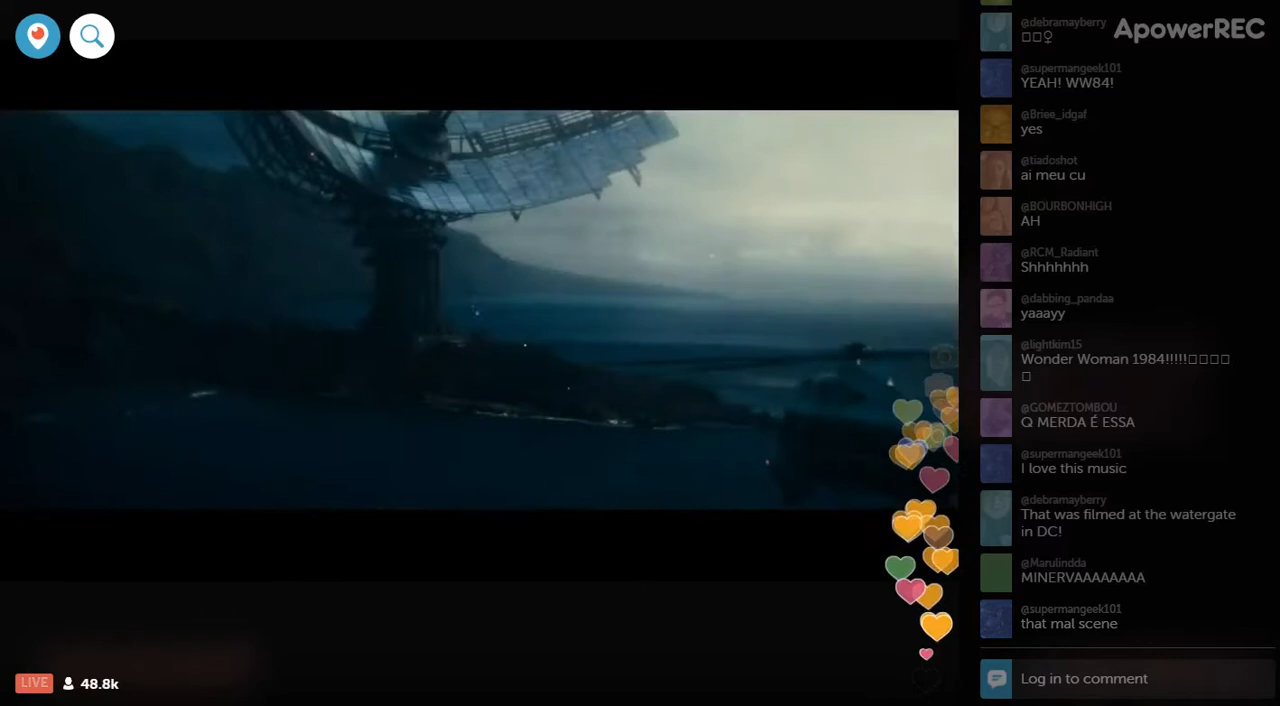 @debramayberry
□□♀
ApowerREC
@supermangeek101
YEAH! WW84!
@Briee_idgaf
yes
@tiadoshot
ai meu cu
@BOURBONHIGH
AH
@RCM_Radiant
Shhhhhhh
@dabbing_pandaa
yaaayy
@lightkim15
Wonder Woman 1984!!!!!□□□□
□
@GOMEZTOMBOU
Q MERDA É ESSA
@supermangeek101
I love this music
@debramayberry
That was filmed at the watergate
in DC!
@Marulindda
MINERVAAAAAAAA
@supermangeek101
that mal scene
LIVE 48.8k
Log in to comment